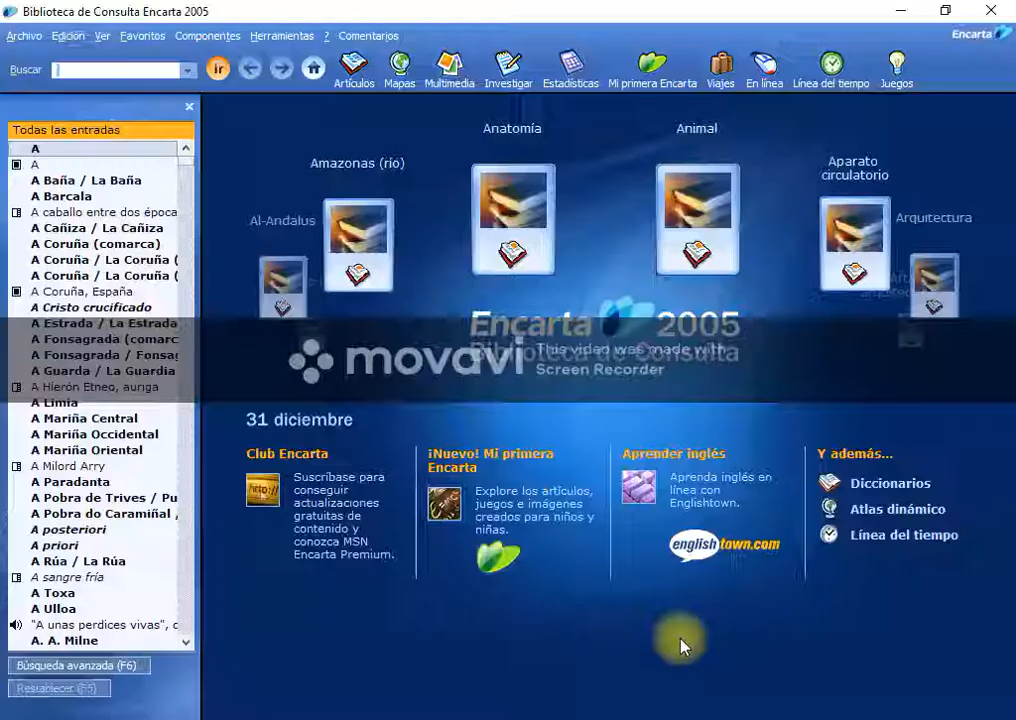 Biblioteca de Consulta Encarta 2005
Archivo Edición Ver Favoritos Componentes Herramientas ? Comentarios
Encarta
Buscar
ir
Artículos Mapas Multimedia Investigar Estadísticas Mi primera Encarta Viajes En línea Línea del tiempo Juegos
Todas las entradas
A
A
A Baña / La Baña
A Barcala
A caballo entre dos época
A Cañiza / La Cañiza
A Coruña (comarca)
A Coruña / La Coruña (
A Coruña / La Coruña (
A Coruña, España
A Cristo crucificado
A Estrada / La Estrada
A Fonsagrada (comarc
A Fonsagrada / Fonsag
A Guarda / La Guardia
A Hierón Etneo, auriga
A Limia
A Mariña Central
A Mariña Occidental
A Mariña Oriental
A Milord Arry
A Paradanta
A Pobra de Trives / Pu
A Pobra do Caramiñal /
A posteriori
A priori
A Rúa / La Rúa
A sangre fría
A Toxa
A Ulloa
"A unas perdices vivas", d
A. A. Milne
Búsqueda avanzada (F6)
Restablecer (F5)
Anatomía
Animal
Amazonas (río)
Aparato
circulatorio
Al-Andalus
Arquitectura
Encarta 2005
Biblioteca de Consulta
movavi
This video was made with
Screen Recorder
31 diciembre
Club Encarta
Suscríbase para
conseguir
actualizaciones
gratuitas de
contenido y
conozca MSN
Encarta Premium.
¡Nuevo! Mi primera
Encarta
Explore los artículos,
juegos e imágenes
creados para niños y
niñas.
Aprender inglés
Aprenda inglés en
línea con
Englishtown.
englishtown.com
Y además...
Diccionarios
Atlas dinámico
Línea del tiempo
http://